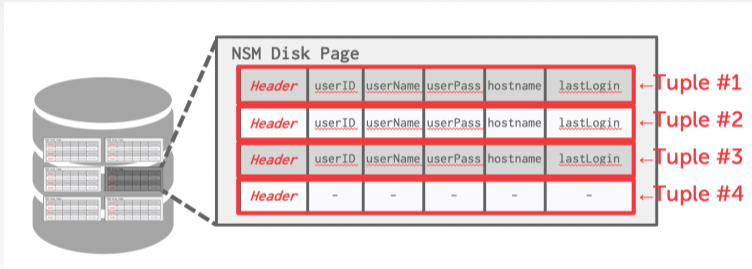 NSM Disk Page
Header userID userName userPass hostname lastLogin ←Tuple #1
Header userID userName userPass hostname lastLogin ←Tuple #2
Header userID userName userPass hostname lastLogin ←Tuple #3
Header - - - - - ←Tuple #4